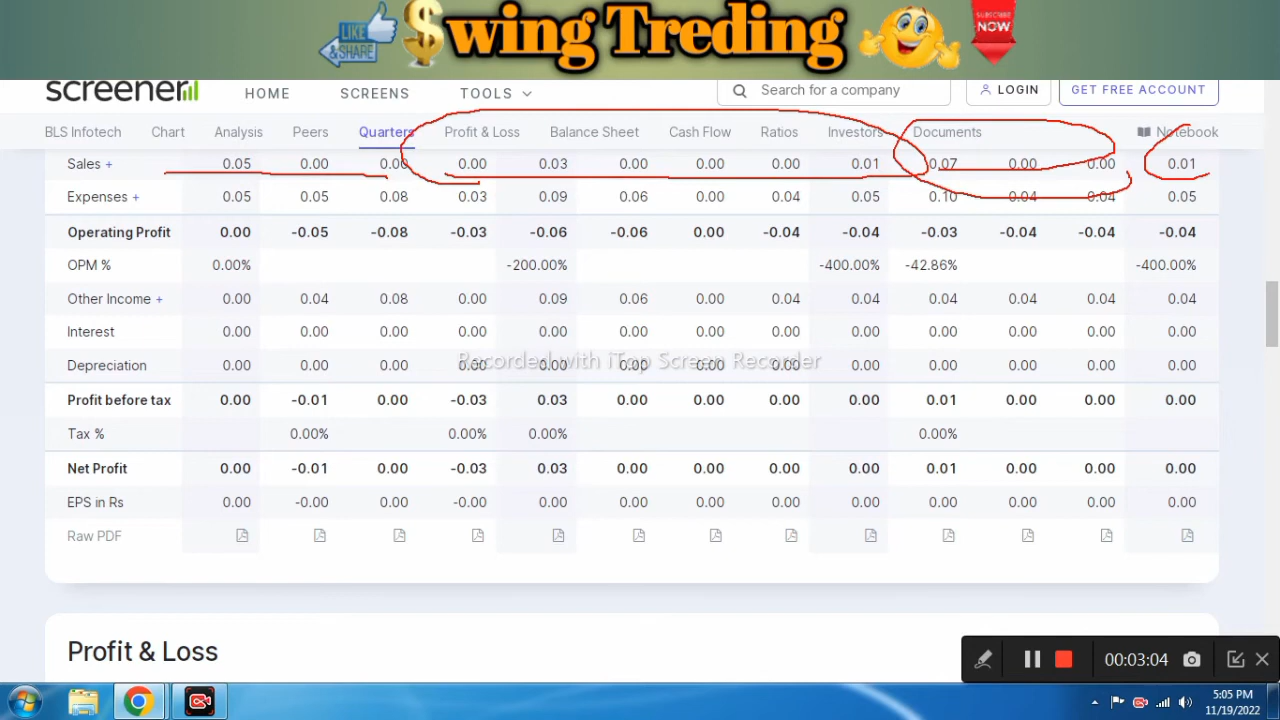 $wing Treding
LIKE & SHARE
SUBSCRIBE NOW
screener
HOME SCREENS TOOLS Search for a company LOGIN GET FREE ACCOUNT
BLS Infotech Chart Analysis Peers Quarters Profit & Loss Balance Sheet Cash Flow Ratios Investors Documents Notebook
Sales + 0.05 0.00 0.00 0.00 0.03 0.00 0.00 0.00 0.01 0.07 0.00 0.00 0.01
Expenses + 0.05 0.05 0.08 0.03 0.09 0.06 0.00 0.04 0.05 0.10 0.04 0.04 0.05
Operating Profit 0.00 -0.05 -0.08 -0.03 -0.06 -0.06 0.00 -0.04 -0.04 -0.03 -0.04 -0.04 -0.04
OPM % 0.00% -200.00% -400.00% -42.86% -400.00%
Other Income + 0.00 0.04 0.08 0.00 0.09 0.06 0.00 0.04 0.04 0.04 0.04 0.04 0.04
Interest 0.00 0.00 0.00 0.00 0.00 0.00 0.00 0.00 0.00 0.00 0.00 0.00 0.00
Recorded with iTop Screen Recorder
Depreciation 0.00 0.00 0.00 0.00 0.00 0.00 0.00 0.00 0.00 0.00 0.00 0.00 0.00
Profit before tax 0.00 -0.01 0.00 -0.03 0.03 0.00 0.00 0.00 0.00 0.01 0.00 0.00 0.00
Tax % 0.00% 0.00% 0.00% 0.00%
Net Profit 0.00 -0.01 0.00 -0.03 0.03 0.00 0.00 0.00 0.00 0.01 0.00 0.00 0.00
EPS in Rs 0.00 -0.00 0.00 -0.00 0.00 0.00 0.00 0.00 0.00 0.00 0.00 0.00 0.00
Raw PDF
Profit & Loss
00:03:04
5:05 PM
11/19/2022